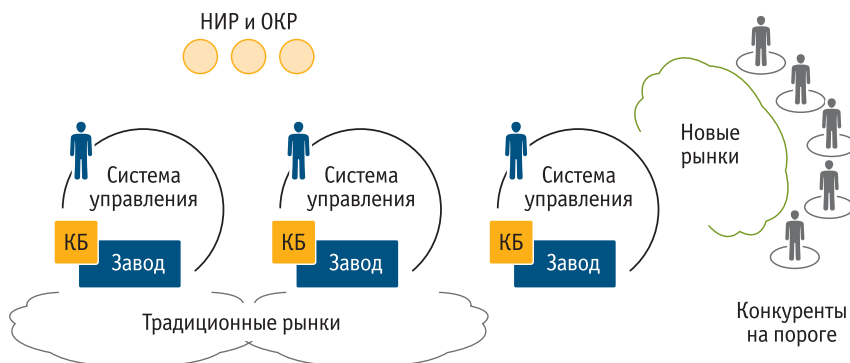 НИР и ОКР
Система
управления
КБ
Завод
Система
управления
КБ
Завод
Система
управления
КБ
Завод
Новые
рынки
Традиционные рынки
Конкуренты
на пороге